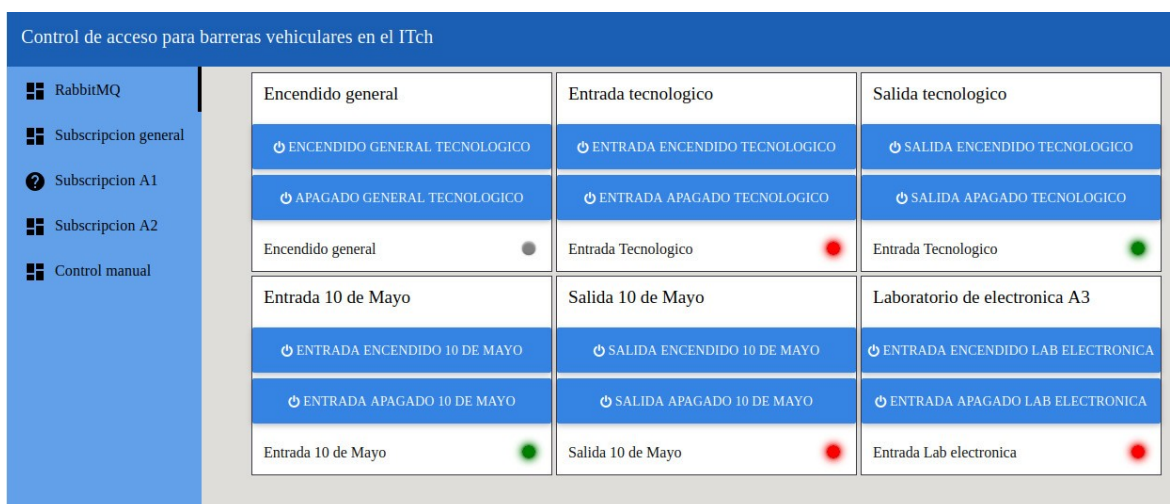 Control de acceso para barreras vehiculares en el ITch
RabbitMQ
Subscripcion general
Subscripcion A1
Subscripcion A2
Control manual
Encendido general
ENCENDIDO GENERAL TECNOLOGICO
APAGADO GENERAL TECNOLOGICO
Encendido general
Entrada tecnologico
ENTRADA ENCENDIDO TECNOLOGICO
ENTRADA APAGADO TECNOLOGICO
Entrada Tecnologico
Salida tecnologico
SALIDA ENCENDIDO TECNOLOGICO
SALIDA APAGADO TECNOLOGICO
Entrada Tecnologico
Entrada 10 de Mayo
ENTRADA ENCENDIDO 10 DE MAYO
ENTRADA APAGADO 10 DE MAYO
Entrada 10 de Mayo
Salida 10 de Mayo
SALIDA ENCENDIDO 10 DE MAYO
SALIDA APAGADO 10 DE MAYO
Salida 10 de Mayo
Laboratorio de electronica A3
ENTRADA ENCENDIDO LAB ELECTRONICA
ENTRADA APAGADO LAB ELECTRONICA
Entrada Lab electronica